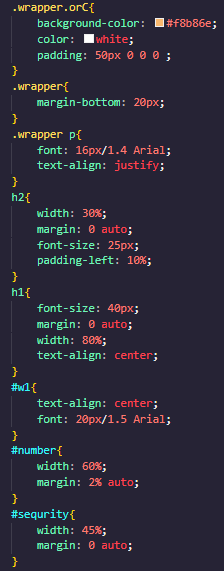 .wrapper.orC{
background-color: #f8b86e;
color: white;
padding: 50px 0 0 0 ;
}
.wrapper{
margin-bottom: 20px;
}
.wrapper p{
font: 16px/1.4 Arial;
text-align: justify;
}
h2{
width: 30%;
margin: 0 auto;
font-size: 25px;
padding-left: 10%;
}
h1{
font-size: 40px;
margin: 0 auto;
width: 80%;
text-align: center;
}
#w1{
text-align: center;
font: 20px/1.5 Arial;
}
#number{
width: 60%;
margin: 2% auto;
}
#sequrity{
width: 45%;
margin: 0 auto;
}